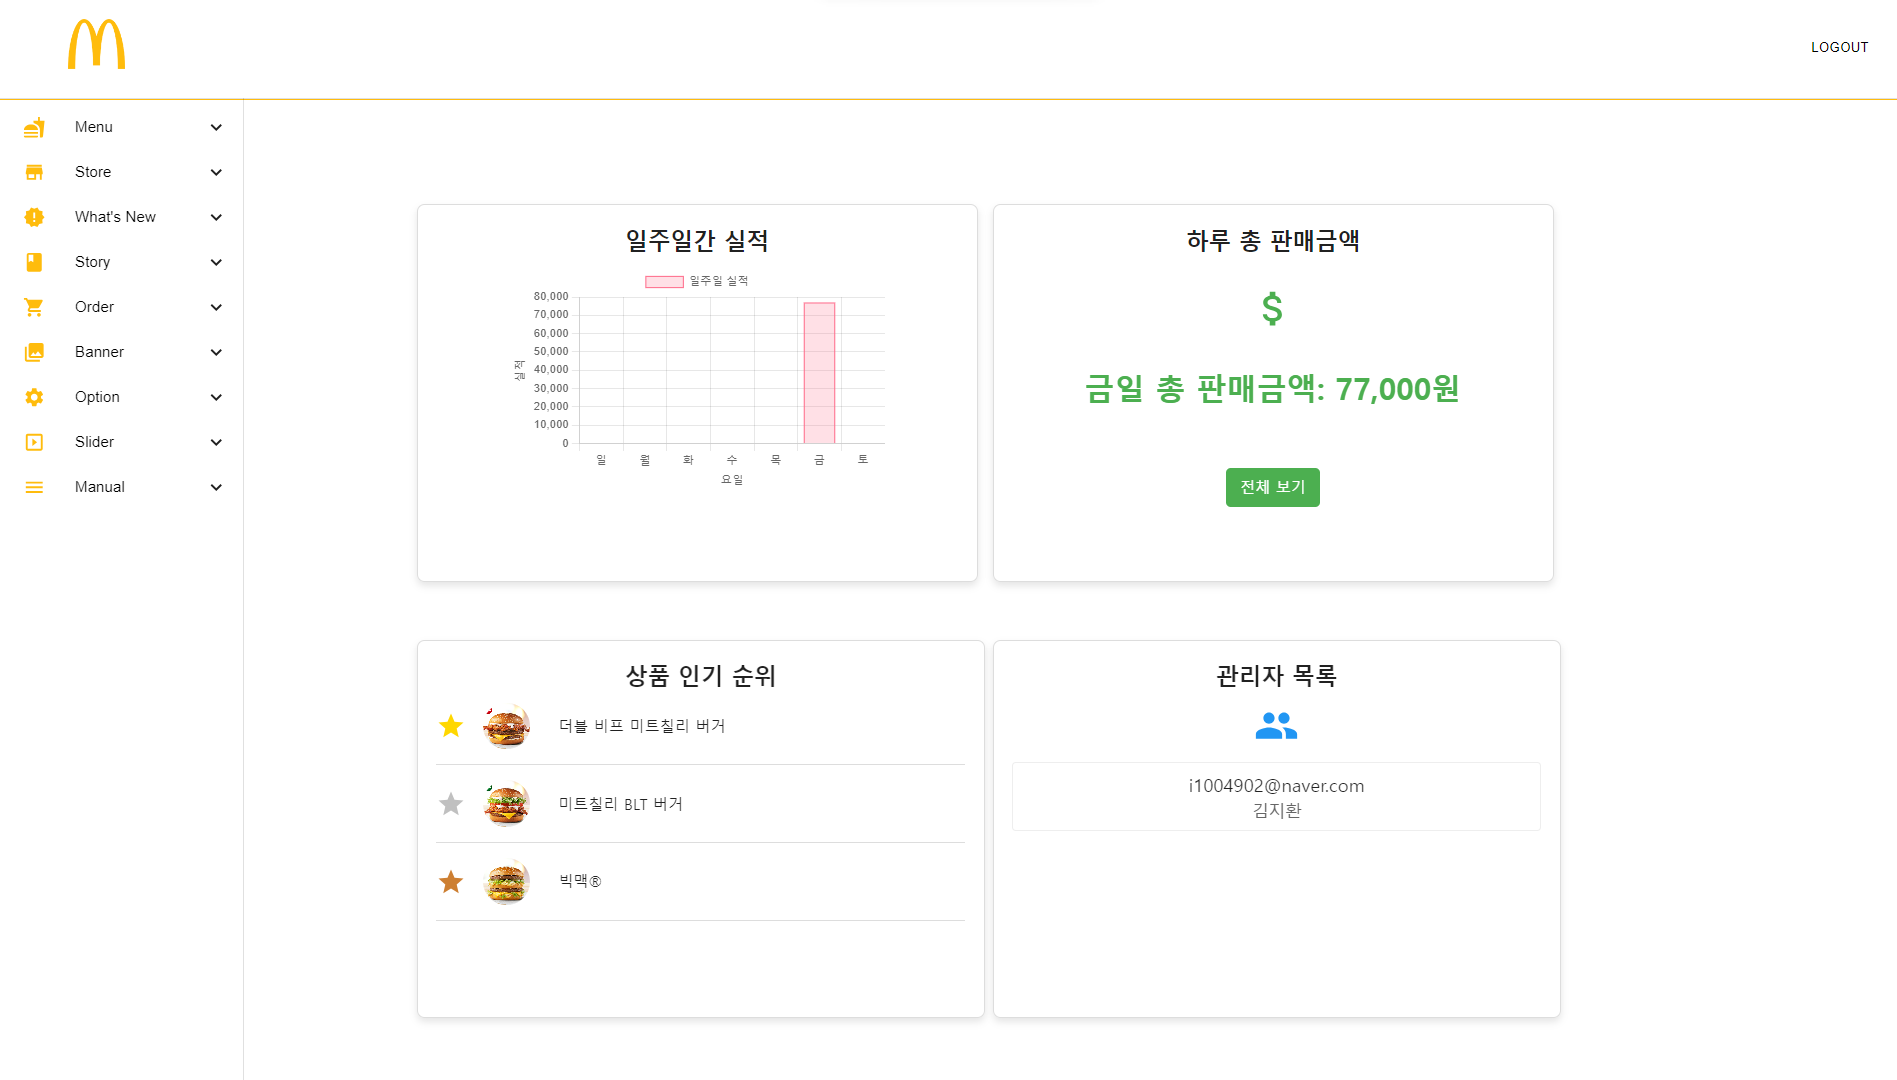 LOGOUT
Menu
Store
What's New
Story
Order
Banner
Option
Slider
Manual
일주일간 실적
일주일 실적
80,000
70,000
60,000
50,000
40,000
30,000
20,000
10,000
0
실적
일 월 화 수 목 금 토
요일
하루 총 판매금액
$
금일 총 판매금액: 77,000원
전체 보기
상품 인기 순위
더블 비프 미트칠리 버거
미트칠리 BLT 버거
빅맥®
관리자 목록
i1004902@naver.com
김지환